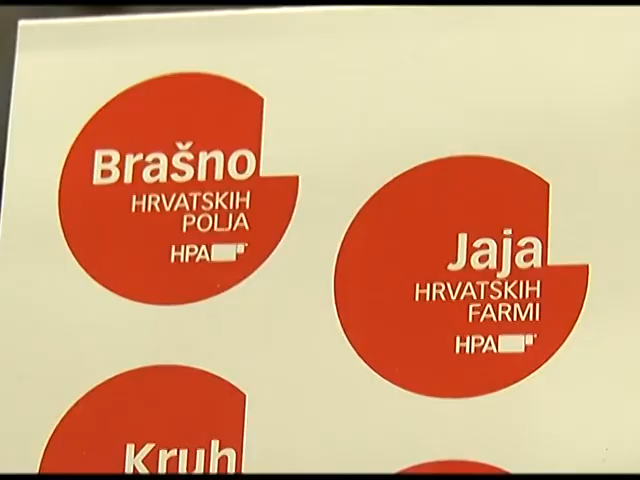 Brašno
HRVATSKIH
POLJA
HPA
Jaja
HRVATSKIH
FARMI
HPA
Kruh